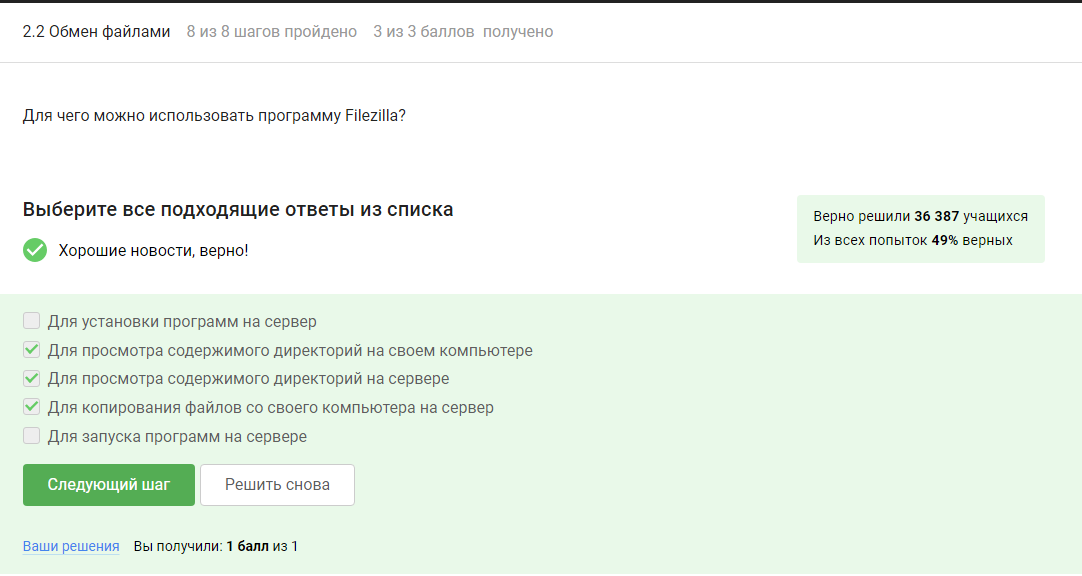 2.2 Обмен файлами 8 из 8 шагов пройдено 3 из 3 баллов получено
Для чего можно использовать программу Filezilla?
Выберите все подходящие ответы из списка
Хорошие новости, верно!
Верно решили 36 387 учащихся
Из всех попыток 49% верных
Для установки программ на сервер
Для просмотра содержимого директорий на своем компьютере
Для просмотра содержимого директорий на сервере
Для копирования файлов со своего компьютера на сервер
Для запуска программ на сервере
Следующий шаг Решить снова
Ваши решения Вы получили: 1 балл из 1